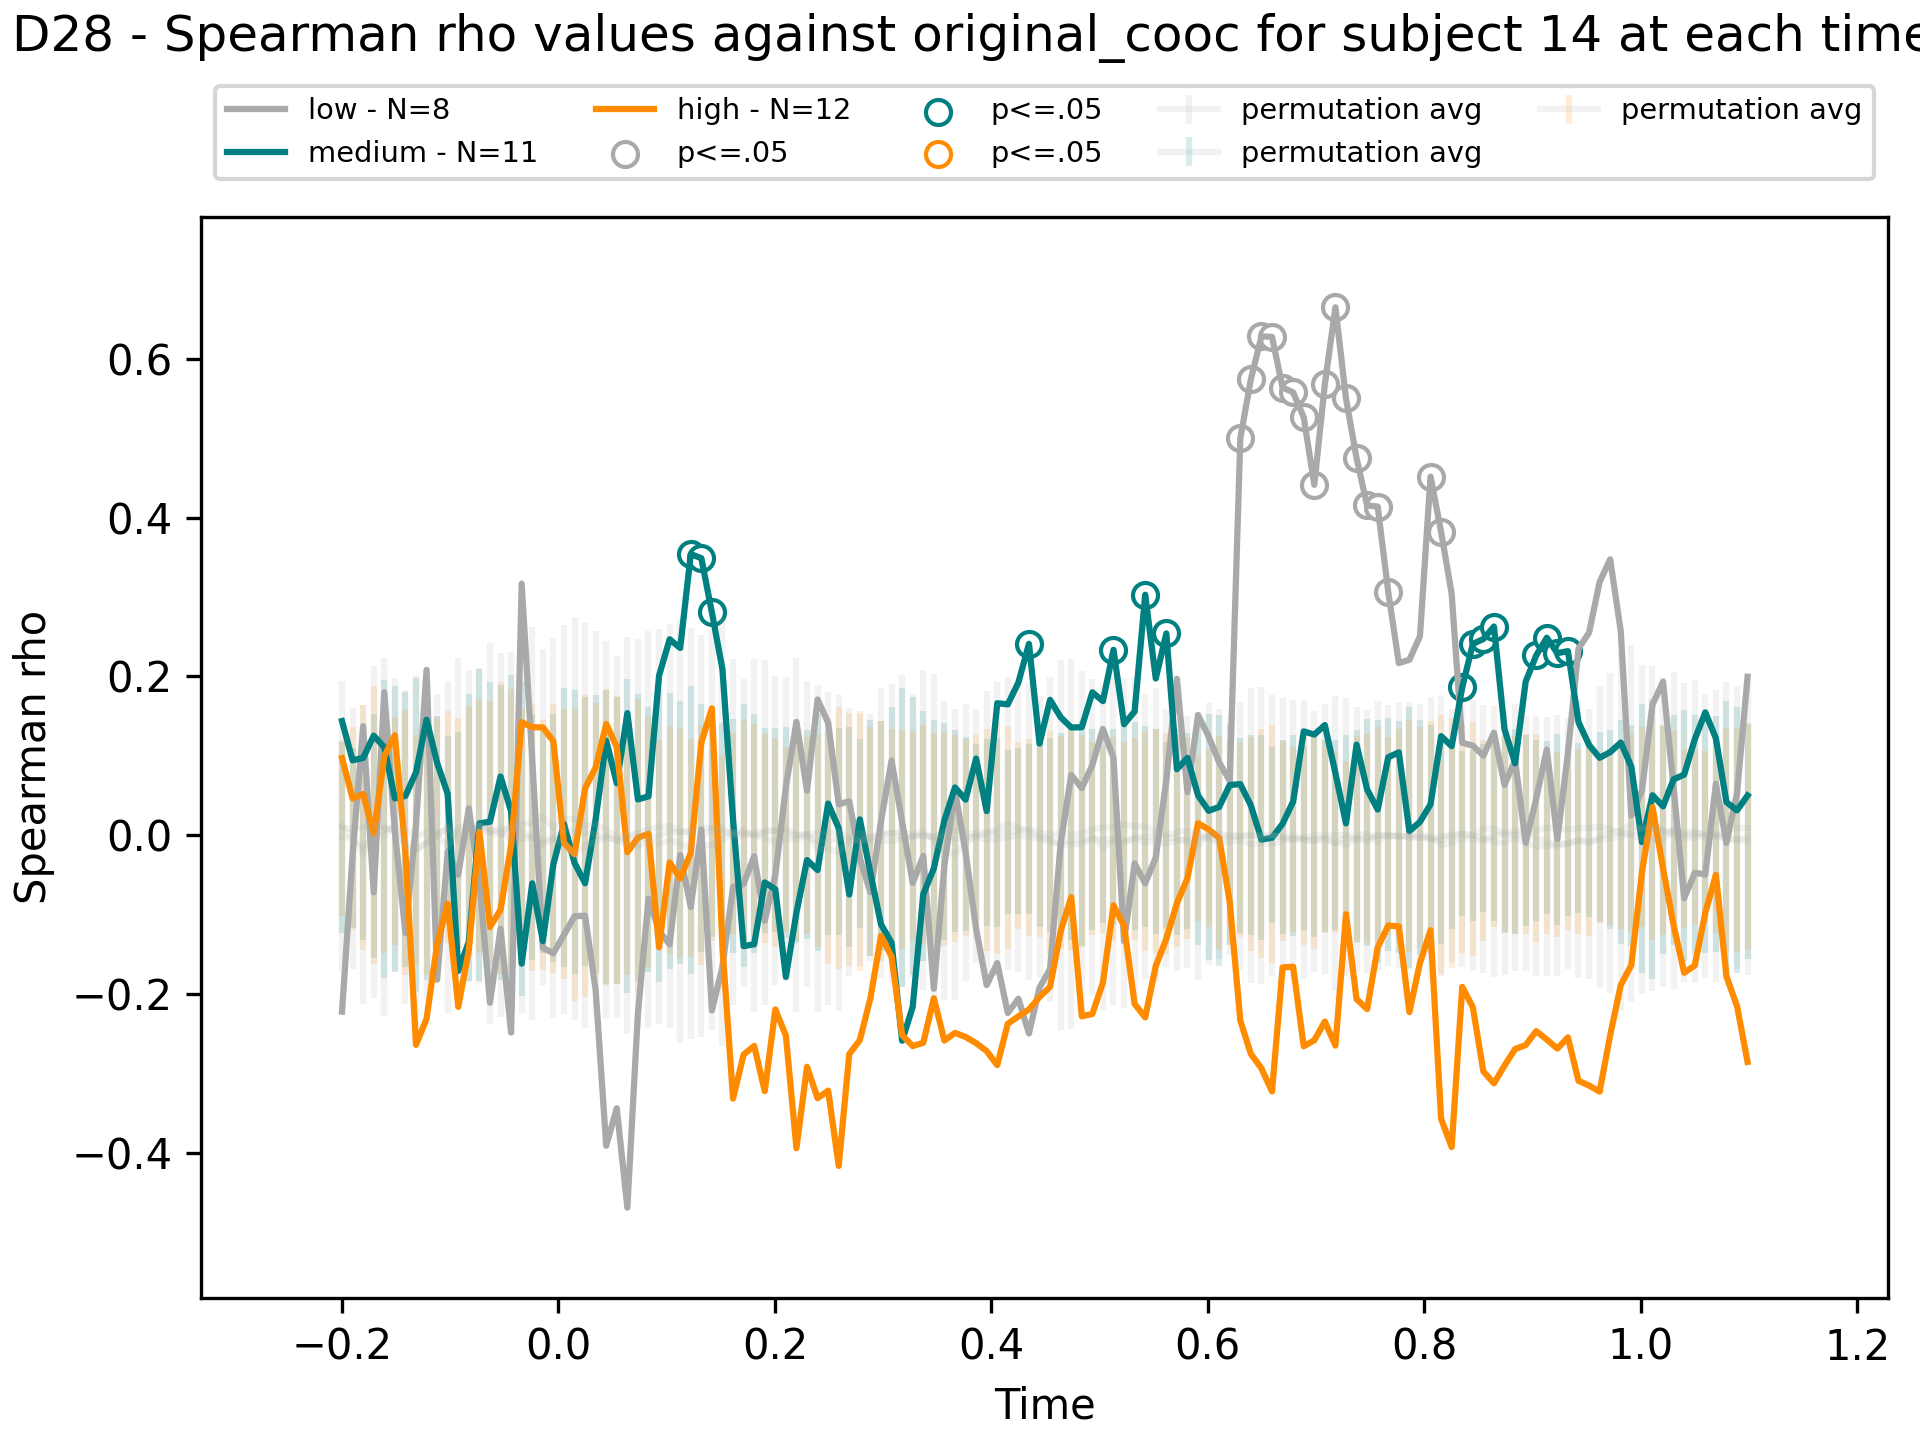 D28 - Spearman rho values against original_cooc for subject 14 at each time
low - N=8 high - N=12 p<=.05 permutation avg permutation avg
medium - N=11 p<=.05 p<=.05 permutation avg
0.6
0.4
0.2
0.0
−0.2
−0.4
Spearman rho
−0.2 0.0 0.2 0.4 0.6 0.8 1.0 1.2
Time